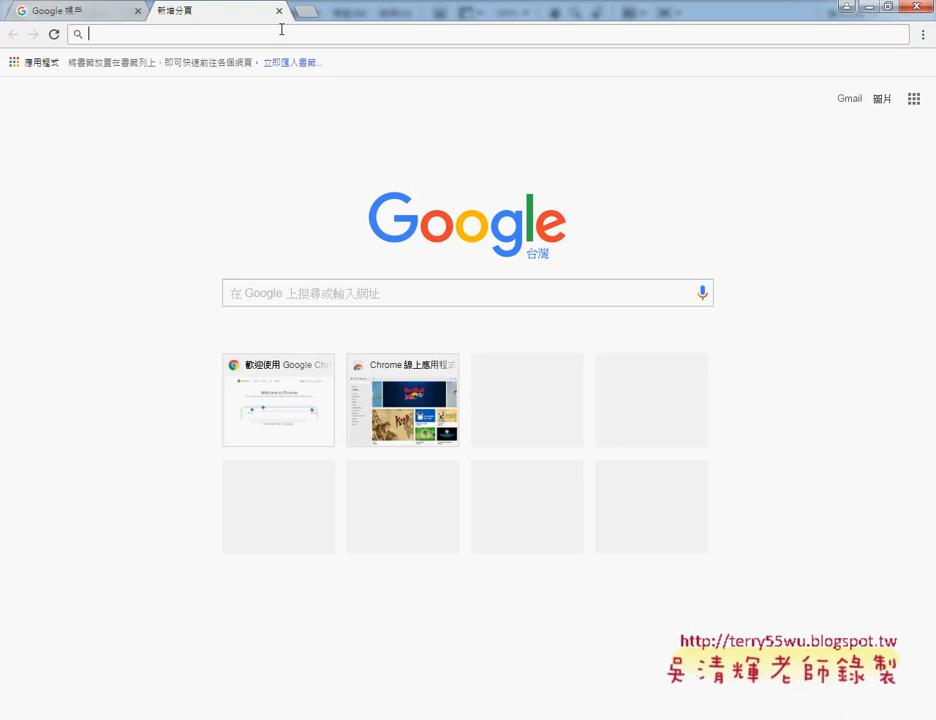 Google 帳戶
新增分頁
應用程式 將書籤放置在書籤列上，即可快速前往各個網頁。 立即匯入書籤...
Gmail 圖片
Google
台灣
在 Google 上搜尋或輸入網址
歡迎使用 Google Chr
Chrome 線上應用程式
http://terry55wu.blogspot.tw
吳清輝老師錄製